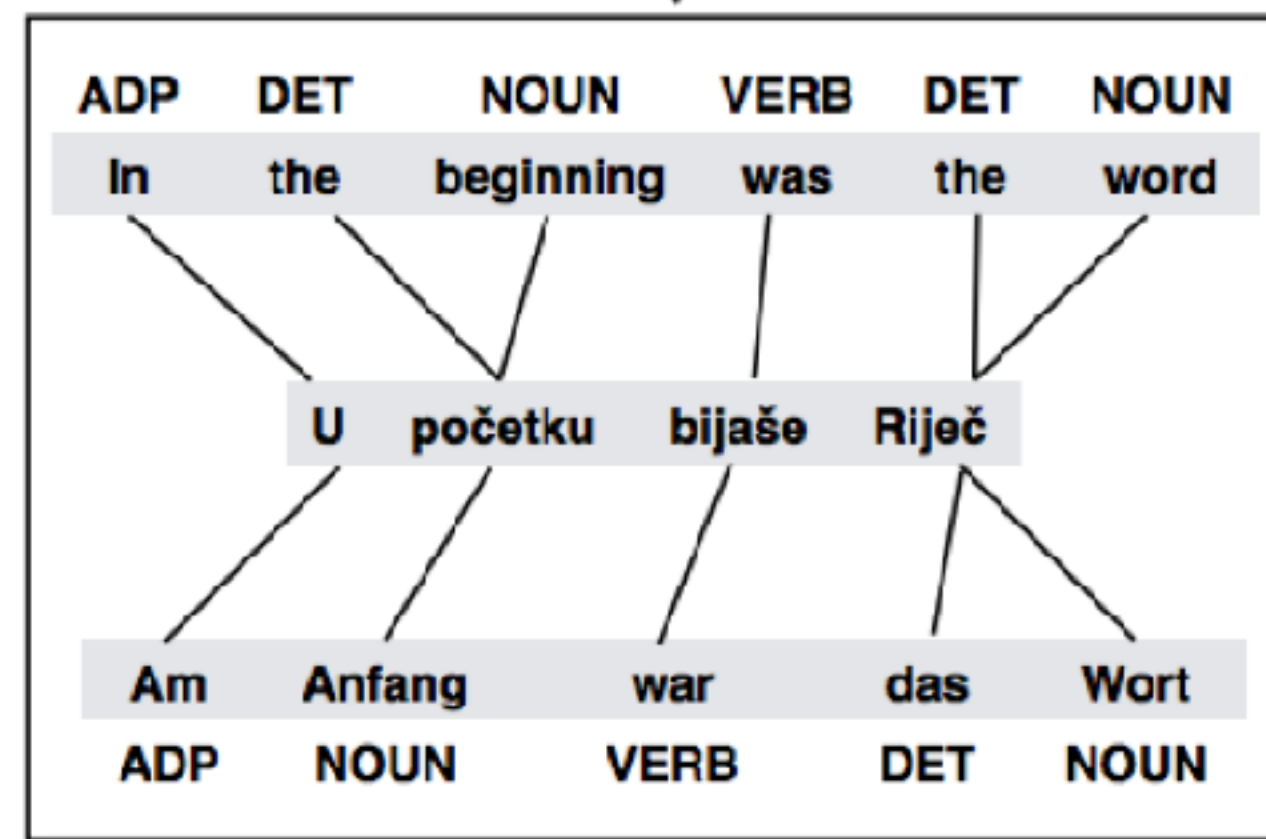 ADP DET NOUN VERB DET NOUN
In the beginning was the word
U početku bijaše Riječ
Am Anfang war das Wort
ADP NOUN VERB DET NOUN